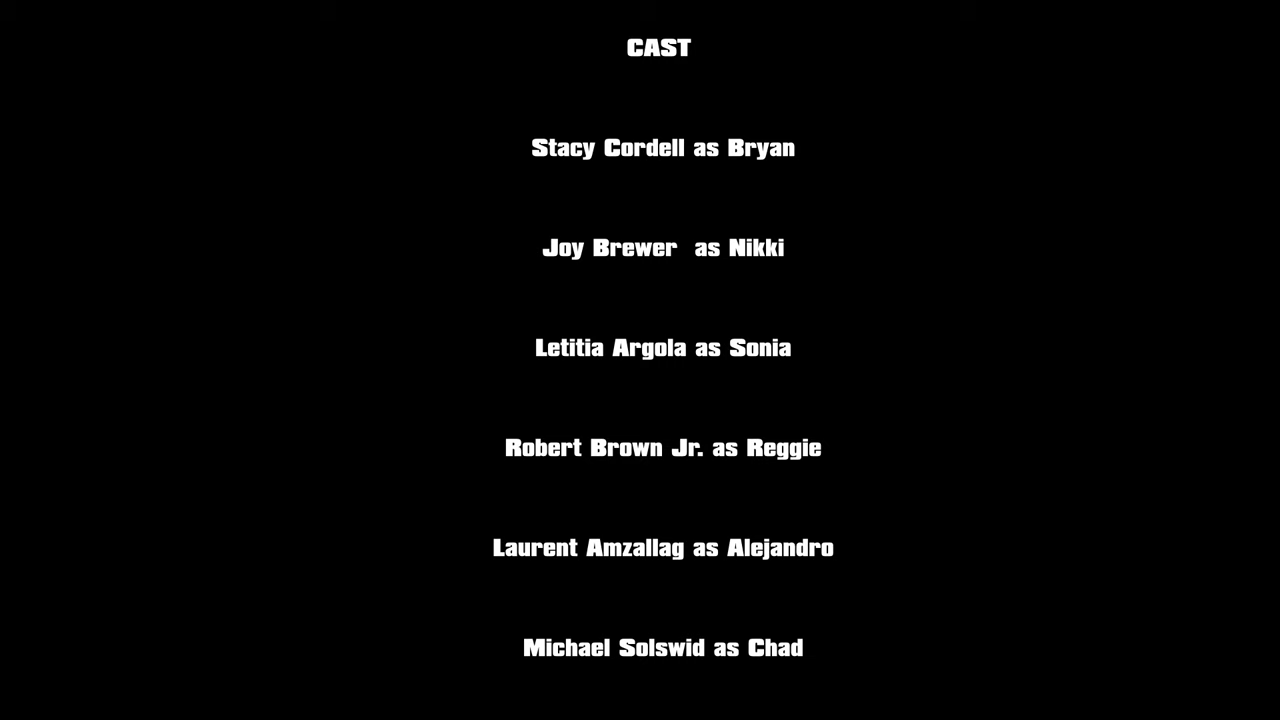 CAST
Stacy Cordell as Bryan
Joy Brewer  as Nikki
Letitia Argola as Sonia
Robert Brown Jr. as Reggie
Laurent Amzallag as Alejandro
Michael Solswid as Chad